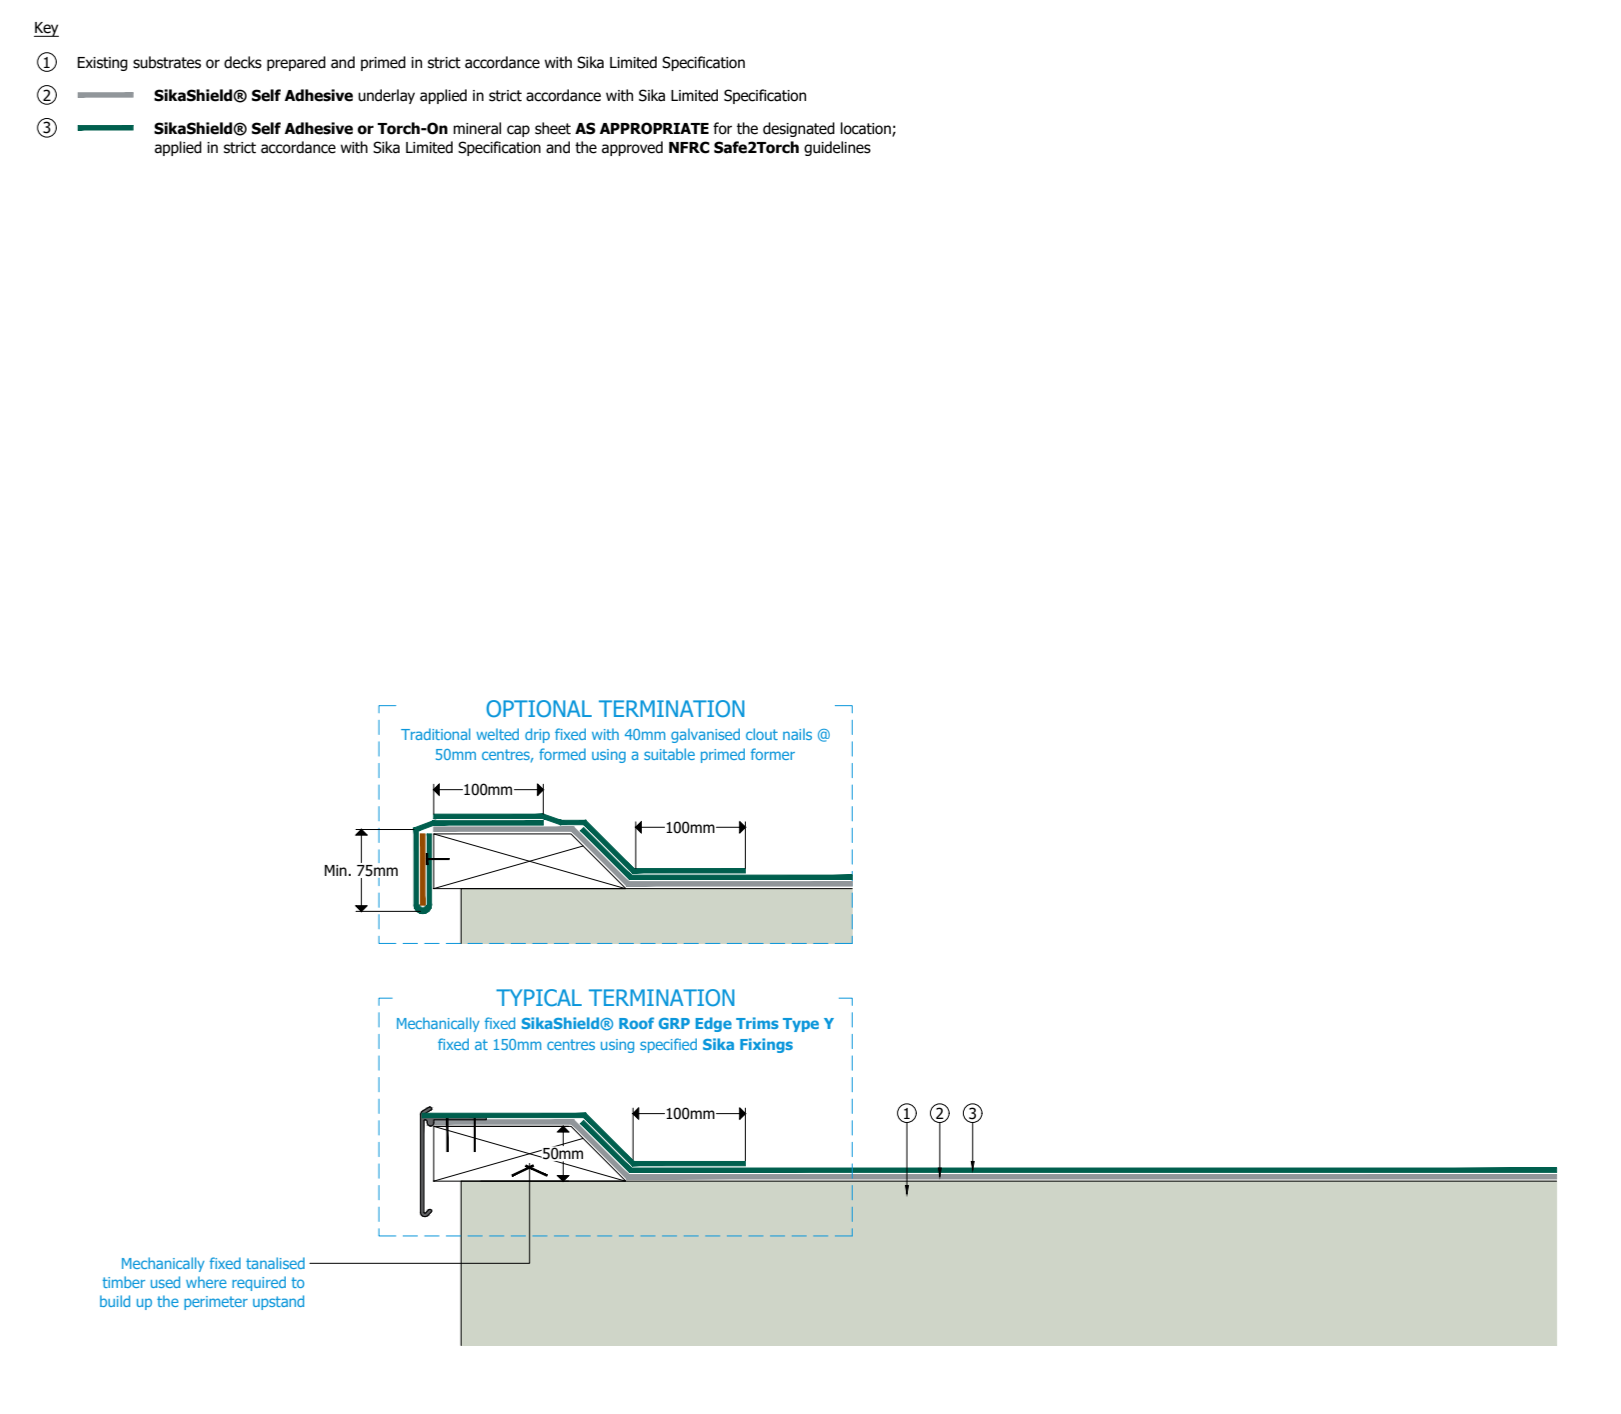 Key
1 Existing substrates or decks prepared and primed in strict accordance with Sika Limited Specification
2 SikaShield® Self Adhesive underlay applied in strict accordance with Sika Limited Specification
3 SikaShield® Self Adhesive or Torch-On mineral cap sheet AS APPROPRIATE for the designated location;
applied in strict accordance with Sika Limited Specification and the approved NFRC Safe2Torch guidelines
OPTIONAL TERMINATION
Traditional welted drip fixed with 40mm galvanised clout nails @
50mm centres, formed using a suitable primed former
100mm
100mm
Min. 75mm
TYPICAL TERMINATION
Mechanically fixed SikaShield® Roof GRP Edge Trims Type Y
fixed at 150mm centres using specified Sika Fixings
100mm
1 2 3
50mm
Mechanically fixed tanalised
timber used where required to
build up the perimeter upstand